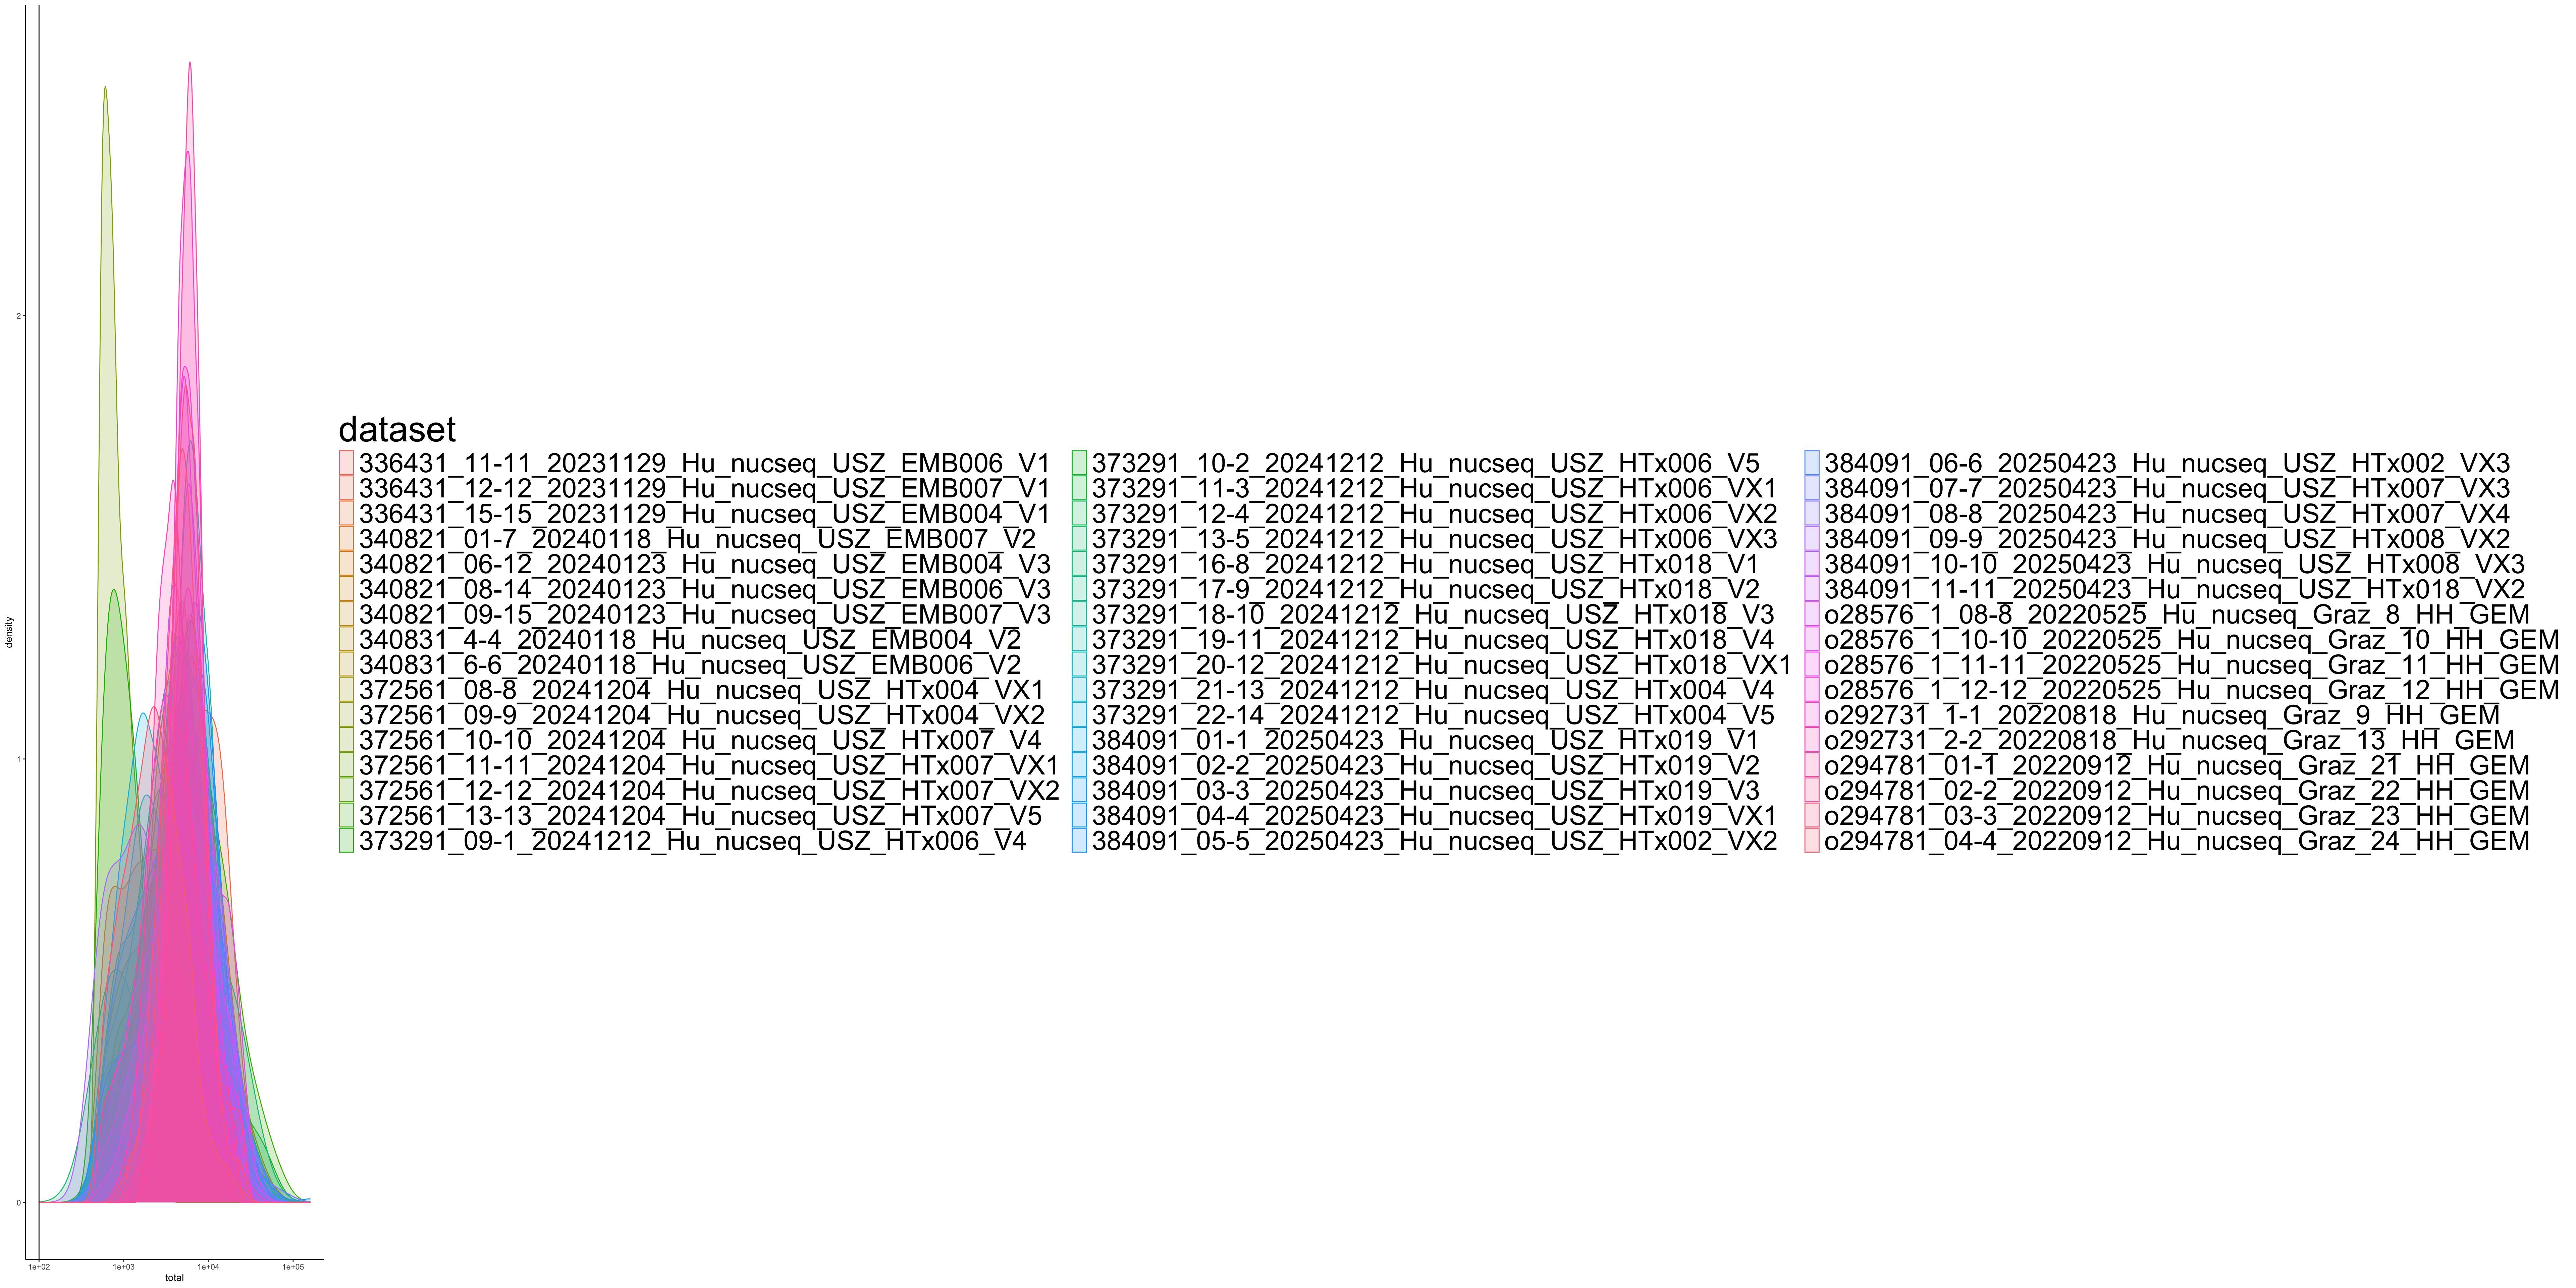 dataset
336431_11-11_20231129_Hu_nucseq_USZ_EMB006_V1
336431_12-12_20231129_Hu_nucseq_USZ_EMB007_V1
336431_15-15_20231129_Hu_nucseq_USZ_EMB004_V1
340821_01-7_20240118_Hu_nucseq_USZ_EMB007_V2
340821_06-12_20240123_Hu_nucseq_USZ_EMB004_V3
340821_08-14_20240123_Hu_nucseq_USZ_EMB006_V3
340821_09-15_20240123_Hu_nucseq_USZ_EMB007_V3
340831_4-4_20240118_Hu_nucseq_USZ_EMB004_V2
340831_6-6_20240118_Hu_nucseq_USZ_EMB006_V2
372561_08-8_20241204_Hu_nucseq_USZ_HTx004_VX1
372561_09-9_20241204_Hu_nucseq_USZ_HTx004_VX2
372561_10-10_20241204_Hu_nucseq_USZ_HTx007_V4
372561_11-11_20241204_Hu_nucseq_USZ_HTx007_VX1
372561_12-12_20241204_Hu_nucseq_USZ_HTx007_VX2
372561_13-13_20241204_Hu_nucseq_USZ_HTx007_V5
373291_09-1_20241212_Hu_nucseq_USZ_HTx006_V4
373291_10-2_20241212_Hu_nucseq_USZ_HTx006_V5
373291_11-3_20241212_Hu_nucseq_USZ_HTx006_VX1
373291_12-4_20241212_Hu_nucseq_USZ_HTx006_VX2
373291_13-5_20241212_Hu_nucseq_USZ_HTx006_VX3
373291_16-8_20241212_Hu_nucseq_USZ_HTx018_V1
373291_17-9_20241212_Hu_nucseq_USZ_HTx018_V2
373291_18-10_20241212_Hu_nucseq_USZ_HTx018_V3
373291_19-11_20241212_Hu_nucseq_USZ_HTx018_V4
373291_20-12_20241212_Hu_nucseq_USZ_HTx018_VX1
373291_21-13_20241212_Hu_nucseq_USZ_HTx004_V4
373291_22-14_20241212_Hu_nucseq_USZ_HTx004_V5
384091_01-1_20250423_Hu_nucseq_USZ_HTx019_V1
384091_02-2_20250423_Hu_nucseq_USZ_HTx019_V2
384091_03-3_20250423_Hu_nucseq_USZ_HTx019_V3
384091_04-4_20250423_Hu_nucseq_USZ_HTx019_VX1
384091_05-5_20250423_Hu_nucseq_USZ_HTx002_VX2
384091_06-6_20250423_Hu_nucseq_USZ_HTx002_VX3
384091_07-7_20250423_Hu_nucseq_USZ_HTx007_VX3
384091_08-8_20250423_Hu_nucseq_USZ_HTx007_VX4
384091_09-9_20250423_Hu_nucseq_USZ_HTx008_VX2
384091_10-10_20250423_Hu_nucseq_USZ_HTx008_VX3
384091_11-11_20250423_Hu_nucseq_USZ_HTx018_VX2
o28576_1_08-8_20220525_Hu_nucseq_Graz_8_HH_GEM
o28576_1_10-10_20220525_Hu_nucseq_Graz_10_HH_GEM
o28576_1_11-11_20220525_Hu_nucseq_Graz_11_HH_GEM
o28576_1_12-12_20220525_Hu_nucseq_Graz_12_HH_GEM
o292731_1-1_20220818_Hu_nucseq_Graz_9_HH_GEM
o292731_2-2_20220818_Hu_nucseq_Graz_13_HH_GEM
o294781_01-1_20220912_Hu_nucseq_Graz_21_HH_GEM
o294781_02-2_20220912_Hu_nucseq_Graz_22_HH_GEM
o294781_03-3_20220912_Hu_nucseq_Graz_23_HH_GEM
o294781_04-4_20220912_Hu_nucseq_Graz_24_HH_GEM
density
2
1
0
1e+02 1e+03 1e+04 1e+05
total